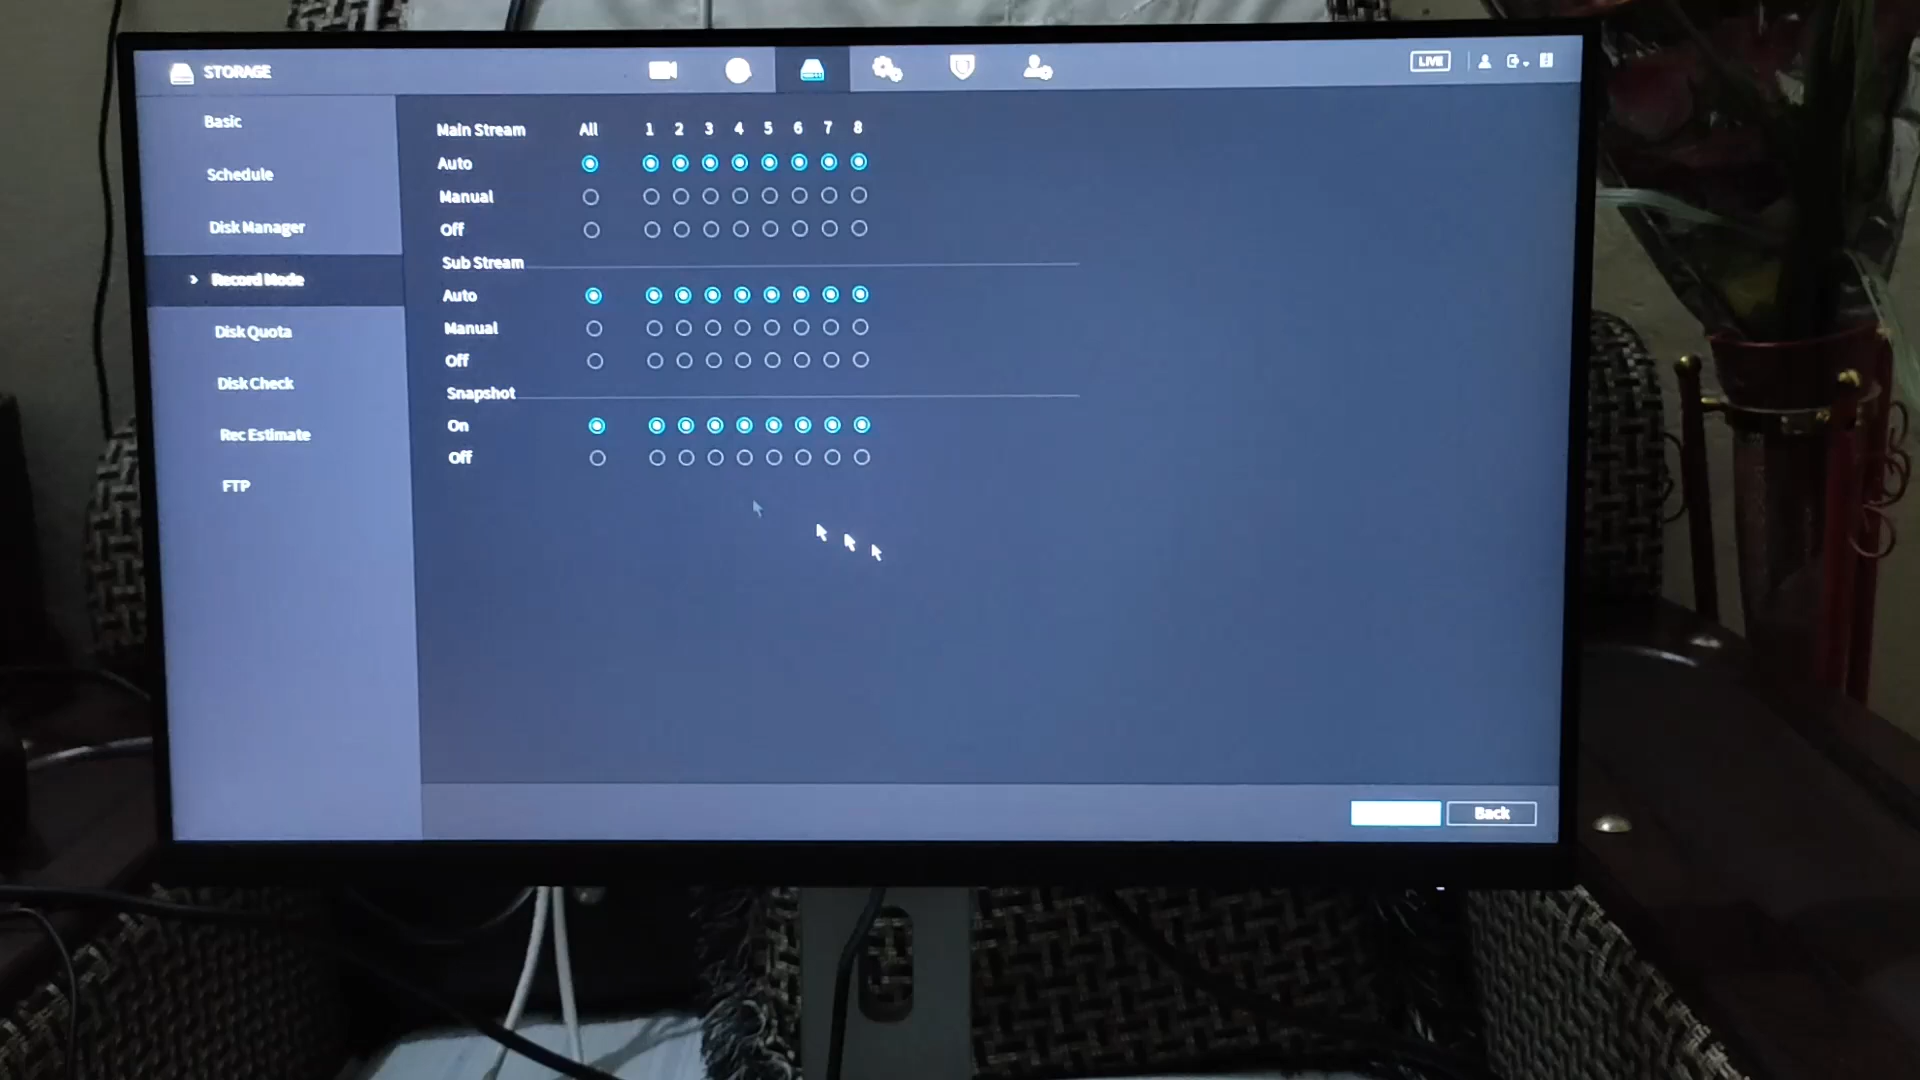 STORAGE
LIVE
Basic
Schedule
Disk Manager
Record Mode
Disk Quota
Disk Check
Rec Estimate
FTP
Main Stream All 1 2 3 4 5 6 7 8
Auto
Manual
Off
Sub Stream
Auto
Manual
Off
Snapshot
On
Off
Back